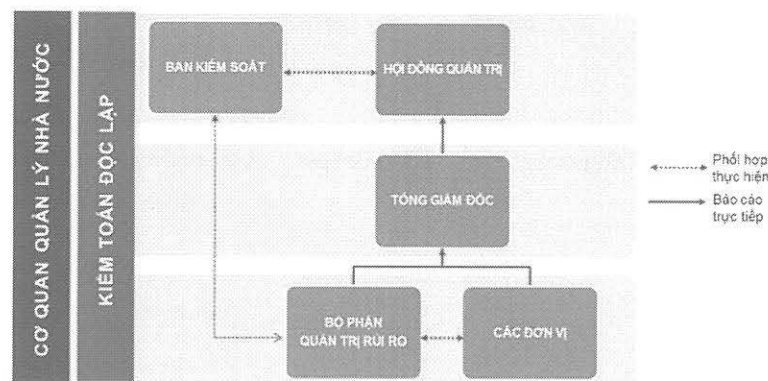 CƠ QUAN QUẢN LÝ NHÀ NƯỚC
KIỂM TOÁN ĐỘC LẬP
BAN KIỂM SOÁT
HỘI ĐỒNG QUẢN TRỊ
TỔNG GIÁM ĐỐC
BỘ PHẬN
QUẢN TRỊ RỦI RO
CÁC ĐƠN VỊ
Phối hợp
thực hiện
Báo cáo
trực tiếp